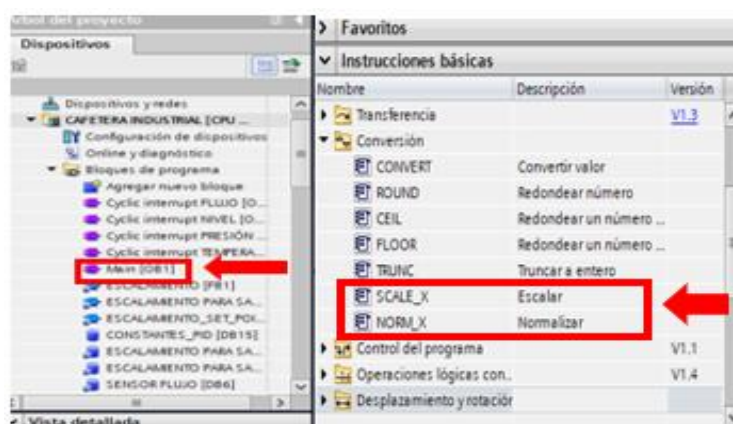 Árbol del proyecto
Dispositivos
Dispositivos y redes
CAFETERA INDUSTRIAL [CPU ...
Configuración de dispositivos
Online y diagnóstico
Bloques de programa
Agregar nuevo bloque
Cyclic interrupt FLUJO [O...
Cyclic interrupt NIVEL [O...
Cyclic interrupt PRESIÓN ...
Cyclic interrupt TEMPERA...
Main [OB1]
ESCALAMIENTO [FB1]
ESCALAMIENTO PARA SA...
ESCALAMIENTO_SET_POI...
CONSTANTES_PID [DB15]
ESCALAMIENTO PARA SA...
ESCALAMIENTO PARA SA...
SENSOR FLUJO [DB6]
Vista detallada
Favoritos
Instrucciones básicas
Nombre Descripción Versión
Transferencia V1.3
Conversión
CONVERT Convertir valor
ROUND Redondear número
CEIL Redondear un número ...
FLOOR Redondear un número ...
TRUNC Truncar a entero
SCALE_X Escalar
NORM_X Normalizar
Control del programa V1.1
Operaciones lógicas con.. V1.4
Desplazamiento y rotación